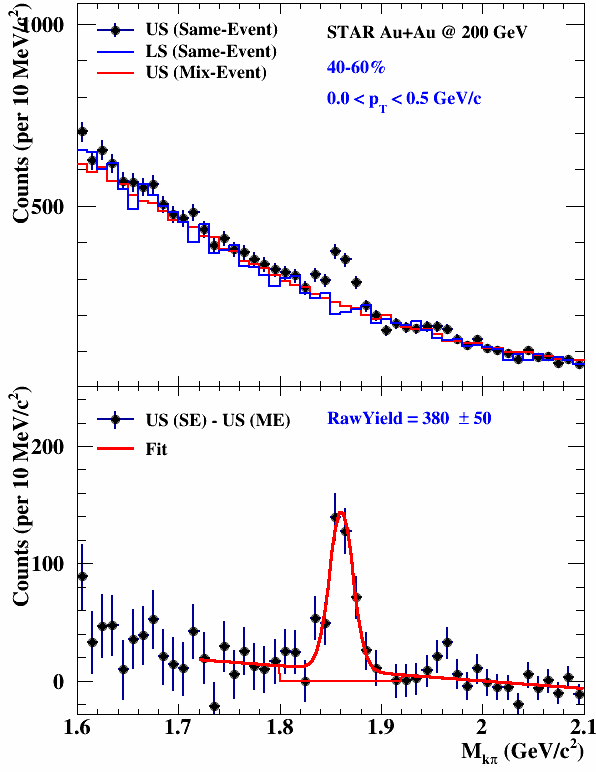 Counts (per 10 MeV/c²)
1000
500
US (Same-Event)
LS (Same-Event)
US (Mix-Event)
STAR Au+Au @ 200 GeV
40-60%
0.0 < p_T < 0.5 GeV/c
Counts (per 10 MeV/c²)
200
100
0
US (SE) - US (ME)
Fit
RawYield = 380 ± 50
1.6 1.7 1.8 1.9 2 2.1
M_kπ (GeV/c²)